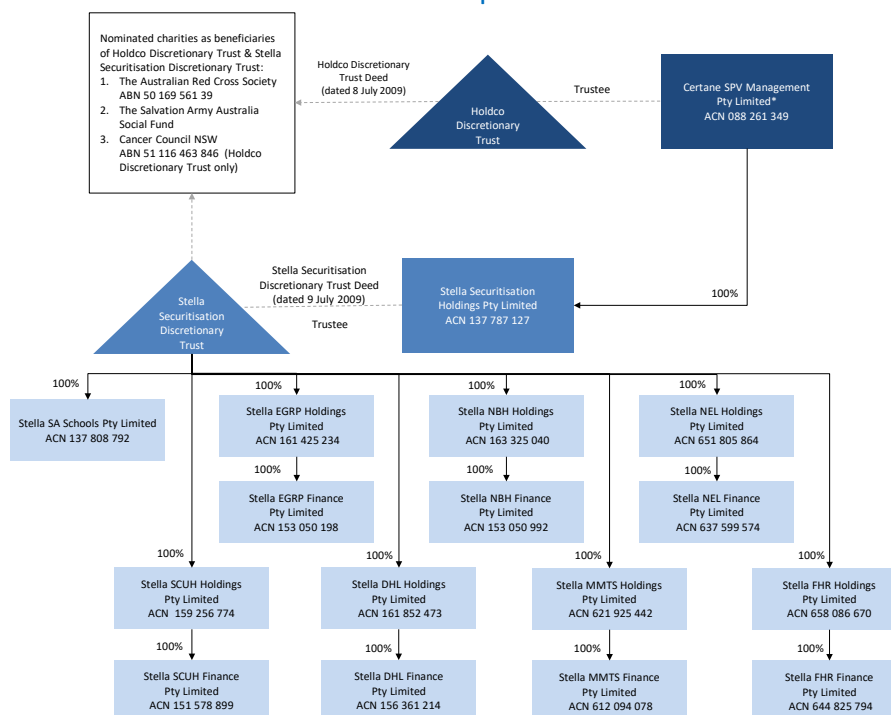 Nominated charities as beneficiaries
of Holdco Discretionary Trust & Stella
Securitisation Discretionary Trust:
1. The Australian Red Cross Society
ABN 50 169 561 39
2. The Salvation Army Australia
Social Fund
3. Cancer Council NSW
ABN 51 116 463 846 (Holdco
Discretionary Trust only)
Holdco Discretionary
Trust Deed
(dated 8 July 2009)
Holdco
Discretionary
Trust
Trustee
Certane SPV Management
Pty Limited*
ACN 088 261 349
Stella
Securitisation
Discretionary
Trust
Stella Securitisation
Discretionary Trust Deed
(dated 9 July 2009)
Trustee
Stella Securitisation
Holdings Pty Limited
ACN 137 787 127
100%
100%
Stella SA Schools Pty Limited
ACN 137 808 792
100%
Stella EGRP Holdings
Pty Limited
ACN 161 425 234
100%
Stella NBH Holdings
Pty Limited
ACN 163 325 040
100%
Stella NEL Holdings
Pty Limited
ACN 651 805 864
100%
Stella EGRP Finance
Pty Limited
ACN 153 050 198
100%
Stella NBH Finance
Pty Limited
ACN 153 050 992
100%
Stella NEL Finance
Pty Limited
ACN 637 599 574
100%
Stella SCUH Holdings
Pty Limited
ACN 159 256 774
100%
Stella DHL Holdings
Pty Limited
ACN 161 852 473
100%
Stella MMTS Holdings
Pty Limited
ACN 621 925 442
100%
Stella FHR Holdings
Pty Limited
ACN 658 086 670
100%
Stella SCUH Finance
Pty Limited
ACN 151 578 899
100%
Stella DHL Finance
Pty Limited
ACN 156 361 214
100%
Stella MMTS Finance
Pty Limited
ACN 612 094 078
100%
Stella FHR Finance
Pty Limited
ACN 644 825 794